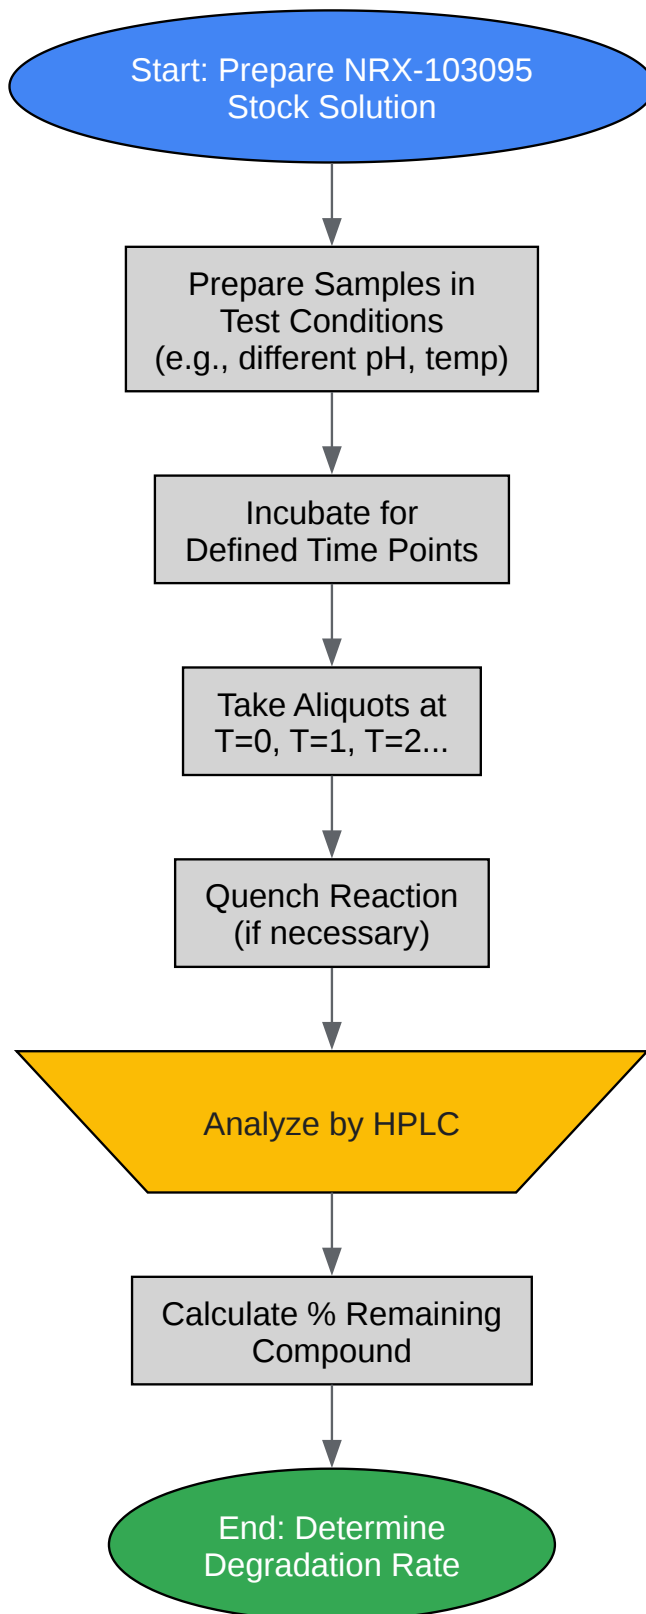 Start: Prepare NRX-103095
Stock Solution
Prepare Samples in
Test Conditions
(e.g., different pH, temp)
Incubate for
Defined Time Points
Take Aliquots at
T=0, T=1, T=2...
Quench Reaction
(if necessary)
Analyze by HPLC
Calculate % Remaining
Compound
End: Determine
Degradation Rate